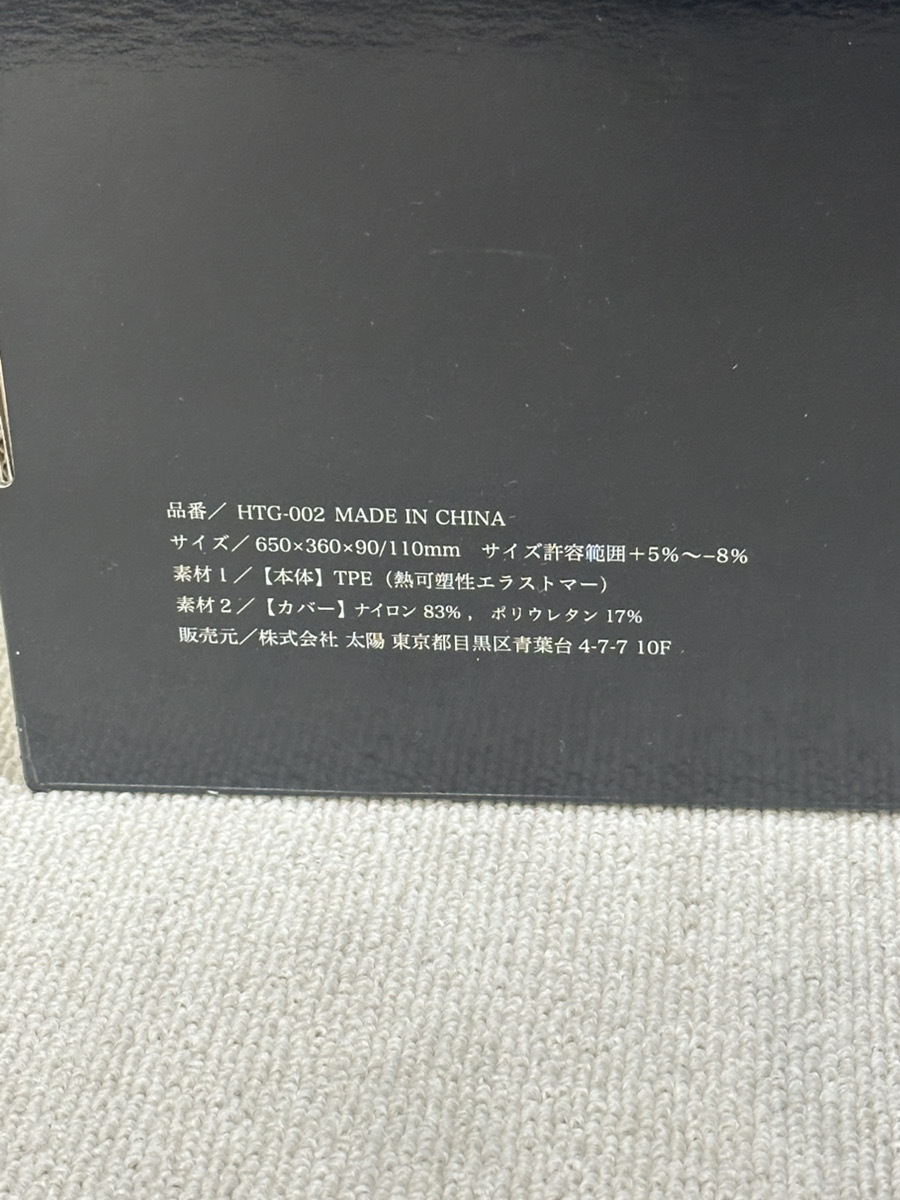 品番／ HTG-002 MADE IN CHINA
サイズ／650×360×90/110mm サイズ許容範囲＋5%～−8%
素材1／【本体】TPE（熱可塑性エラストマー）
素材2／【カバー】ナイロン 83%，ポリウレタン 17%
販売元／株式会社 太陽 東京都目黒区青葉台 4-7-7 10F